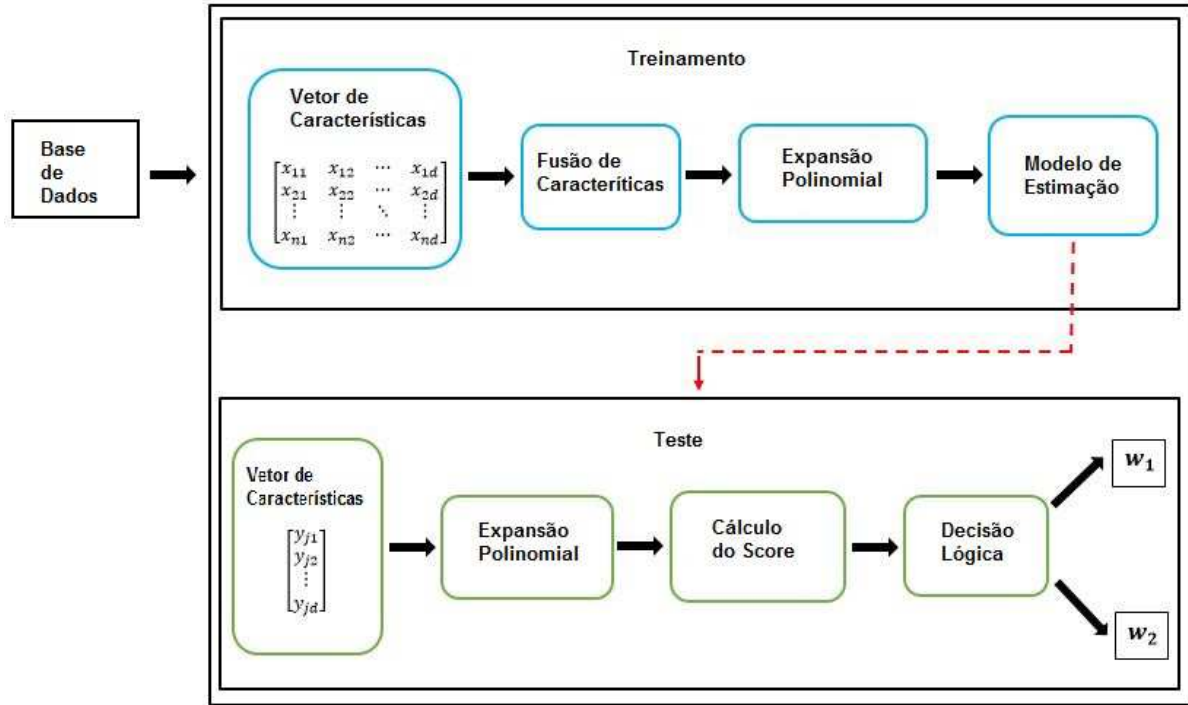 Treinamento
Base
de
Dados
Vetor de
Características
x11 x12 ⋯ x1d
x21 x22 ⋯ x2d
⋮ ⋮ ⋱ ⋮
xn1 xn2 ⋯ xnd
Fusão de
Caracteríticas
Expansão
Polinomial
Modelo de
Estimação
Teste
Vetor de
Características
yj1
yj2
⋮
yjd
Expansão
Polinomial
Cálculo
do Score
Decisão
Lógica
w1
w2